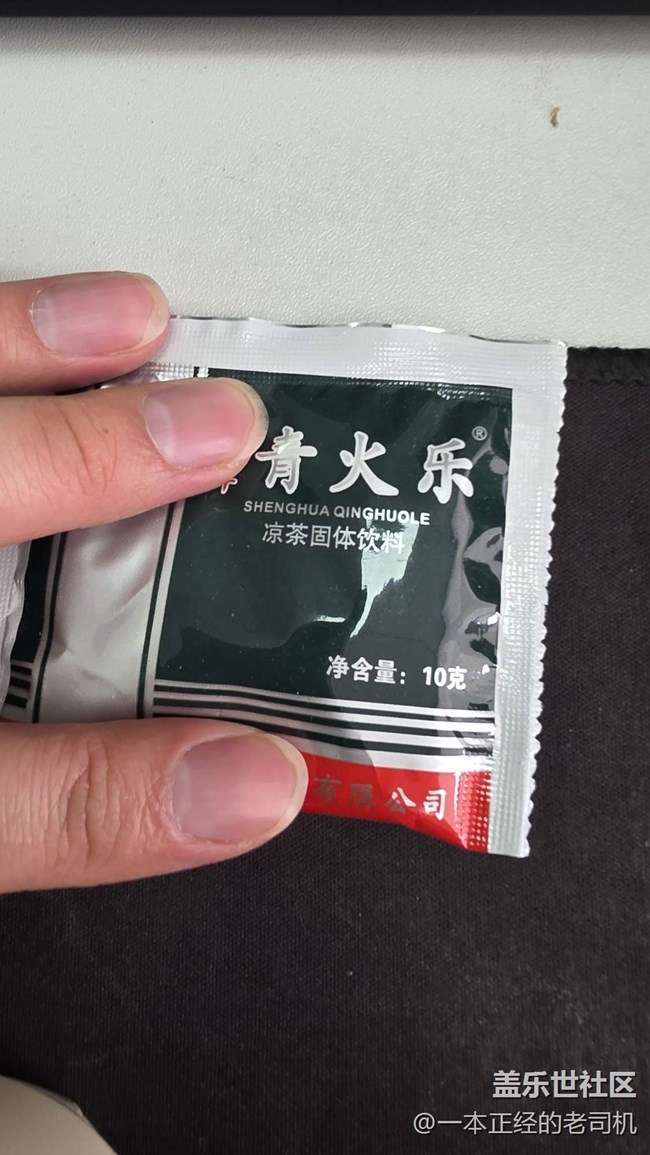 青火乐®
SHENGHUA QINGHUOLE
凉茶固体饮料
净含量：10克
有限公司
盖乐世社区
@一本正经的老司机